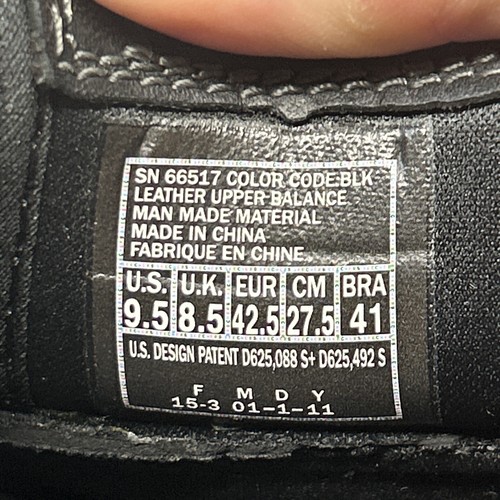 SN 66517 COLOR CODE:BLK
LEATHER UPPER BALANCE
MAN MADE MATERIAL
MADE IN CHINA
FABRIQUE EN CHINE
U.S. U.K. EUR CM BRA
9.5 8.5 42.5 27.5 41
U.S. DESIGN PATENT D625,088 S+ D625,492 S
F M D Y
15-3 01-1-11